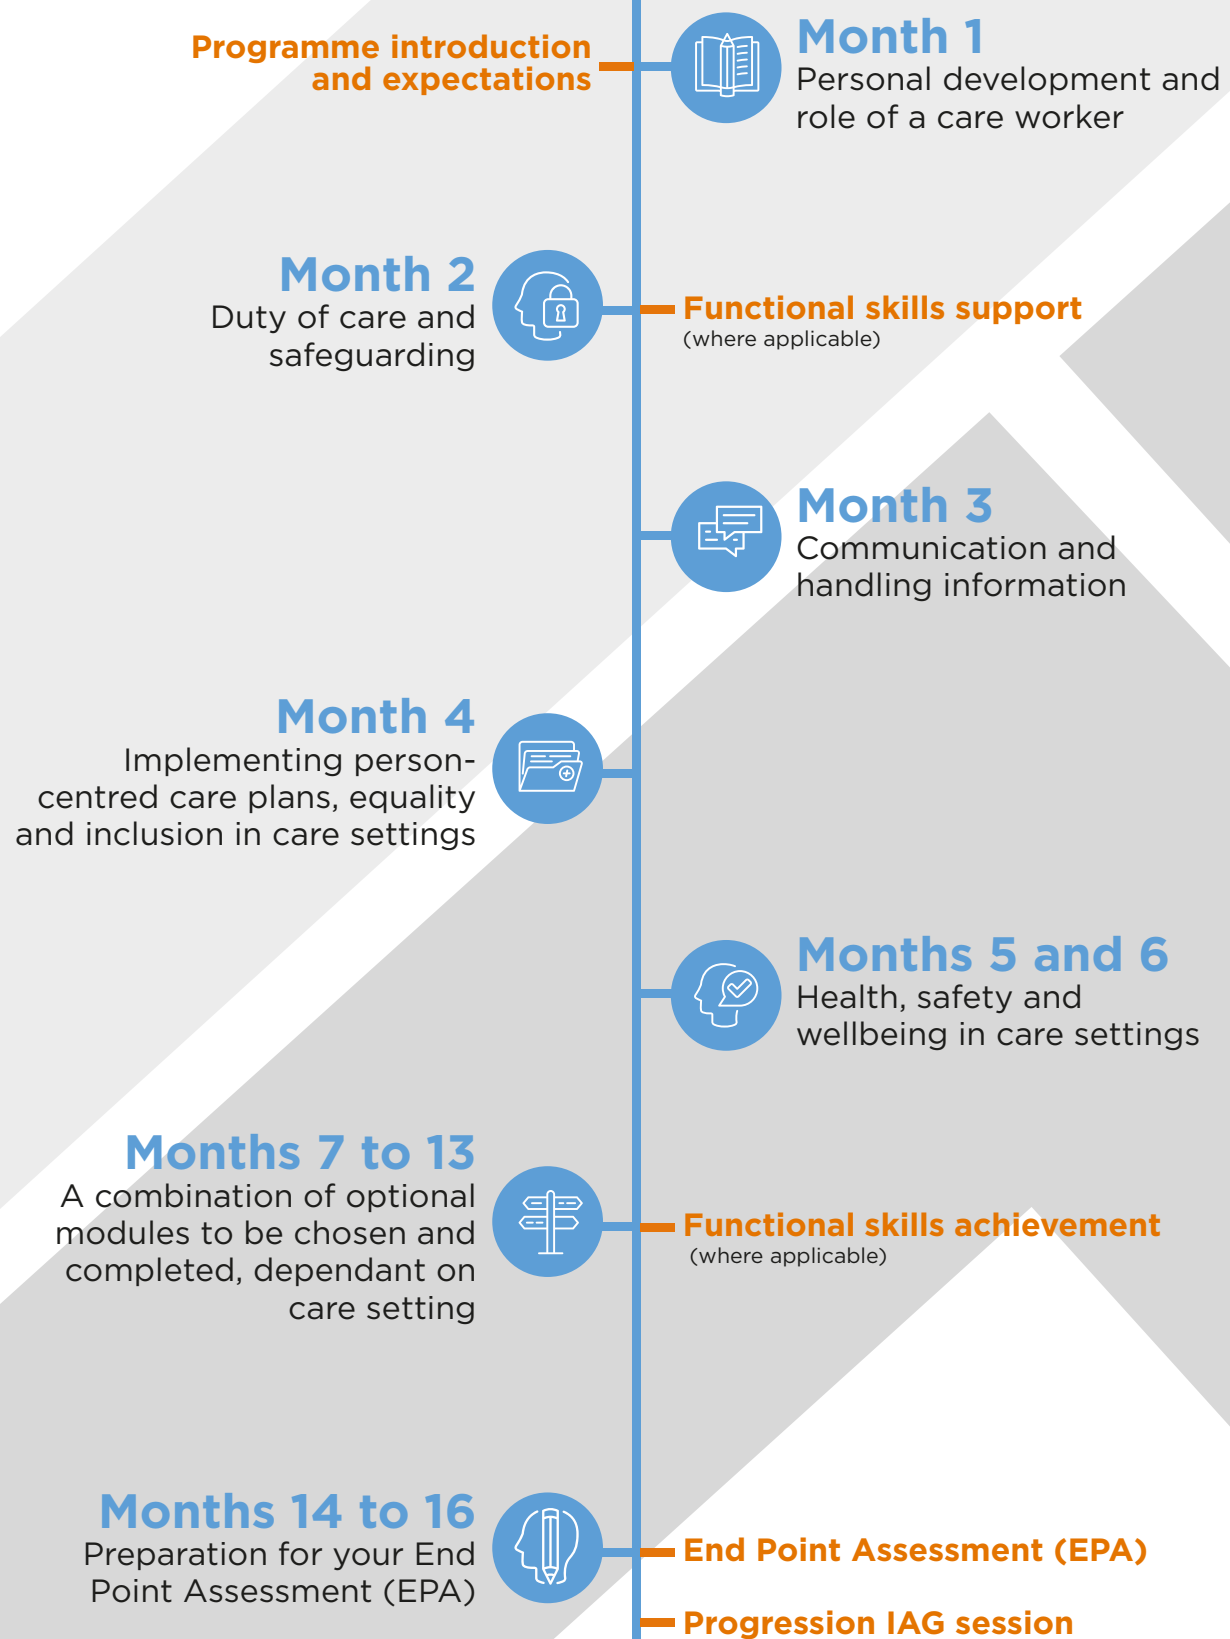 Programme introduction
and expectations
Month 1
Personal development and
role of a care worker
Month 2
Duty of care and
safeguarding
Functional skills support
(where applicable)
Month 3
Communication and
handling information
Month 4
Implementing person-
centred care plans, equality
and inclusion in care settings
Months 5 and 6
Health, safety and
wellbeing in care settings
Months 7 to 13
A combination of optional
modules to be chosen and
completed, dependant on
care setting
Functional skills achievement
(where applicable)
Months 14 to 16
Preparation for your End
Point Assessment (EPA)
End Point Assessment (EPA)
Progression IAG session